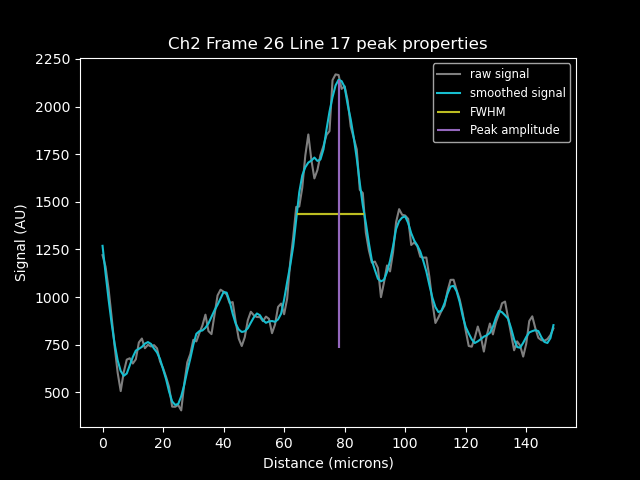 Ch2 Frame 26 Line 17 peak properties
raw signal
smoothed signal
FWHM
Peak amplitude
Signal (AU)
2250
2000
1750
1500
1250
1000
750
500
0 20 40 60 80 100 120 140
Distance (microns)